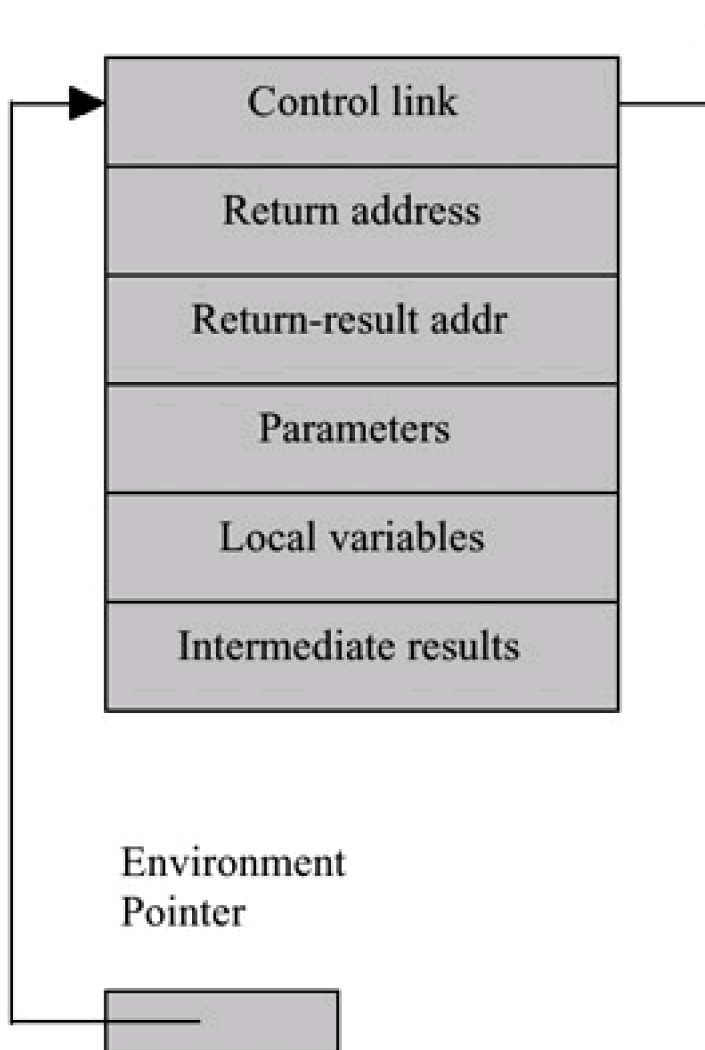 Control link
Return address
Return-result addr
Parameters
Local variables
Intermediate results
Environment
Pointer